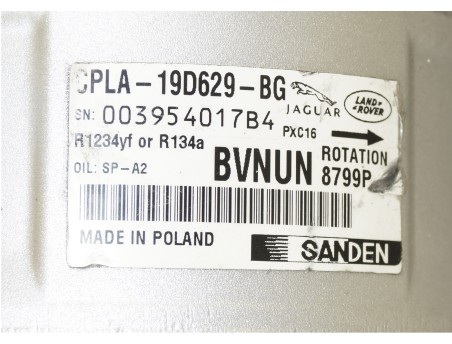 CPLA-19D629-BG
JAGUAR
LAND ROVER
SN: 003954017B4
PXC16
R1234yf or R134a
OIL: SP-A2
BVNUN
ROTATION
8799P
MADE IN POLAND
SANDEN